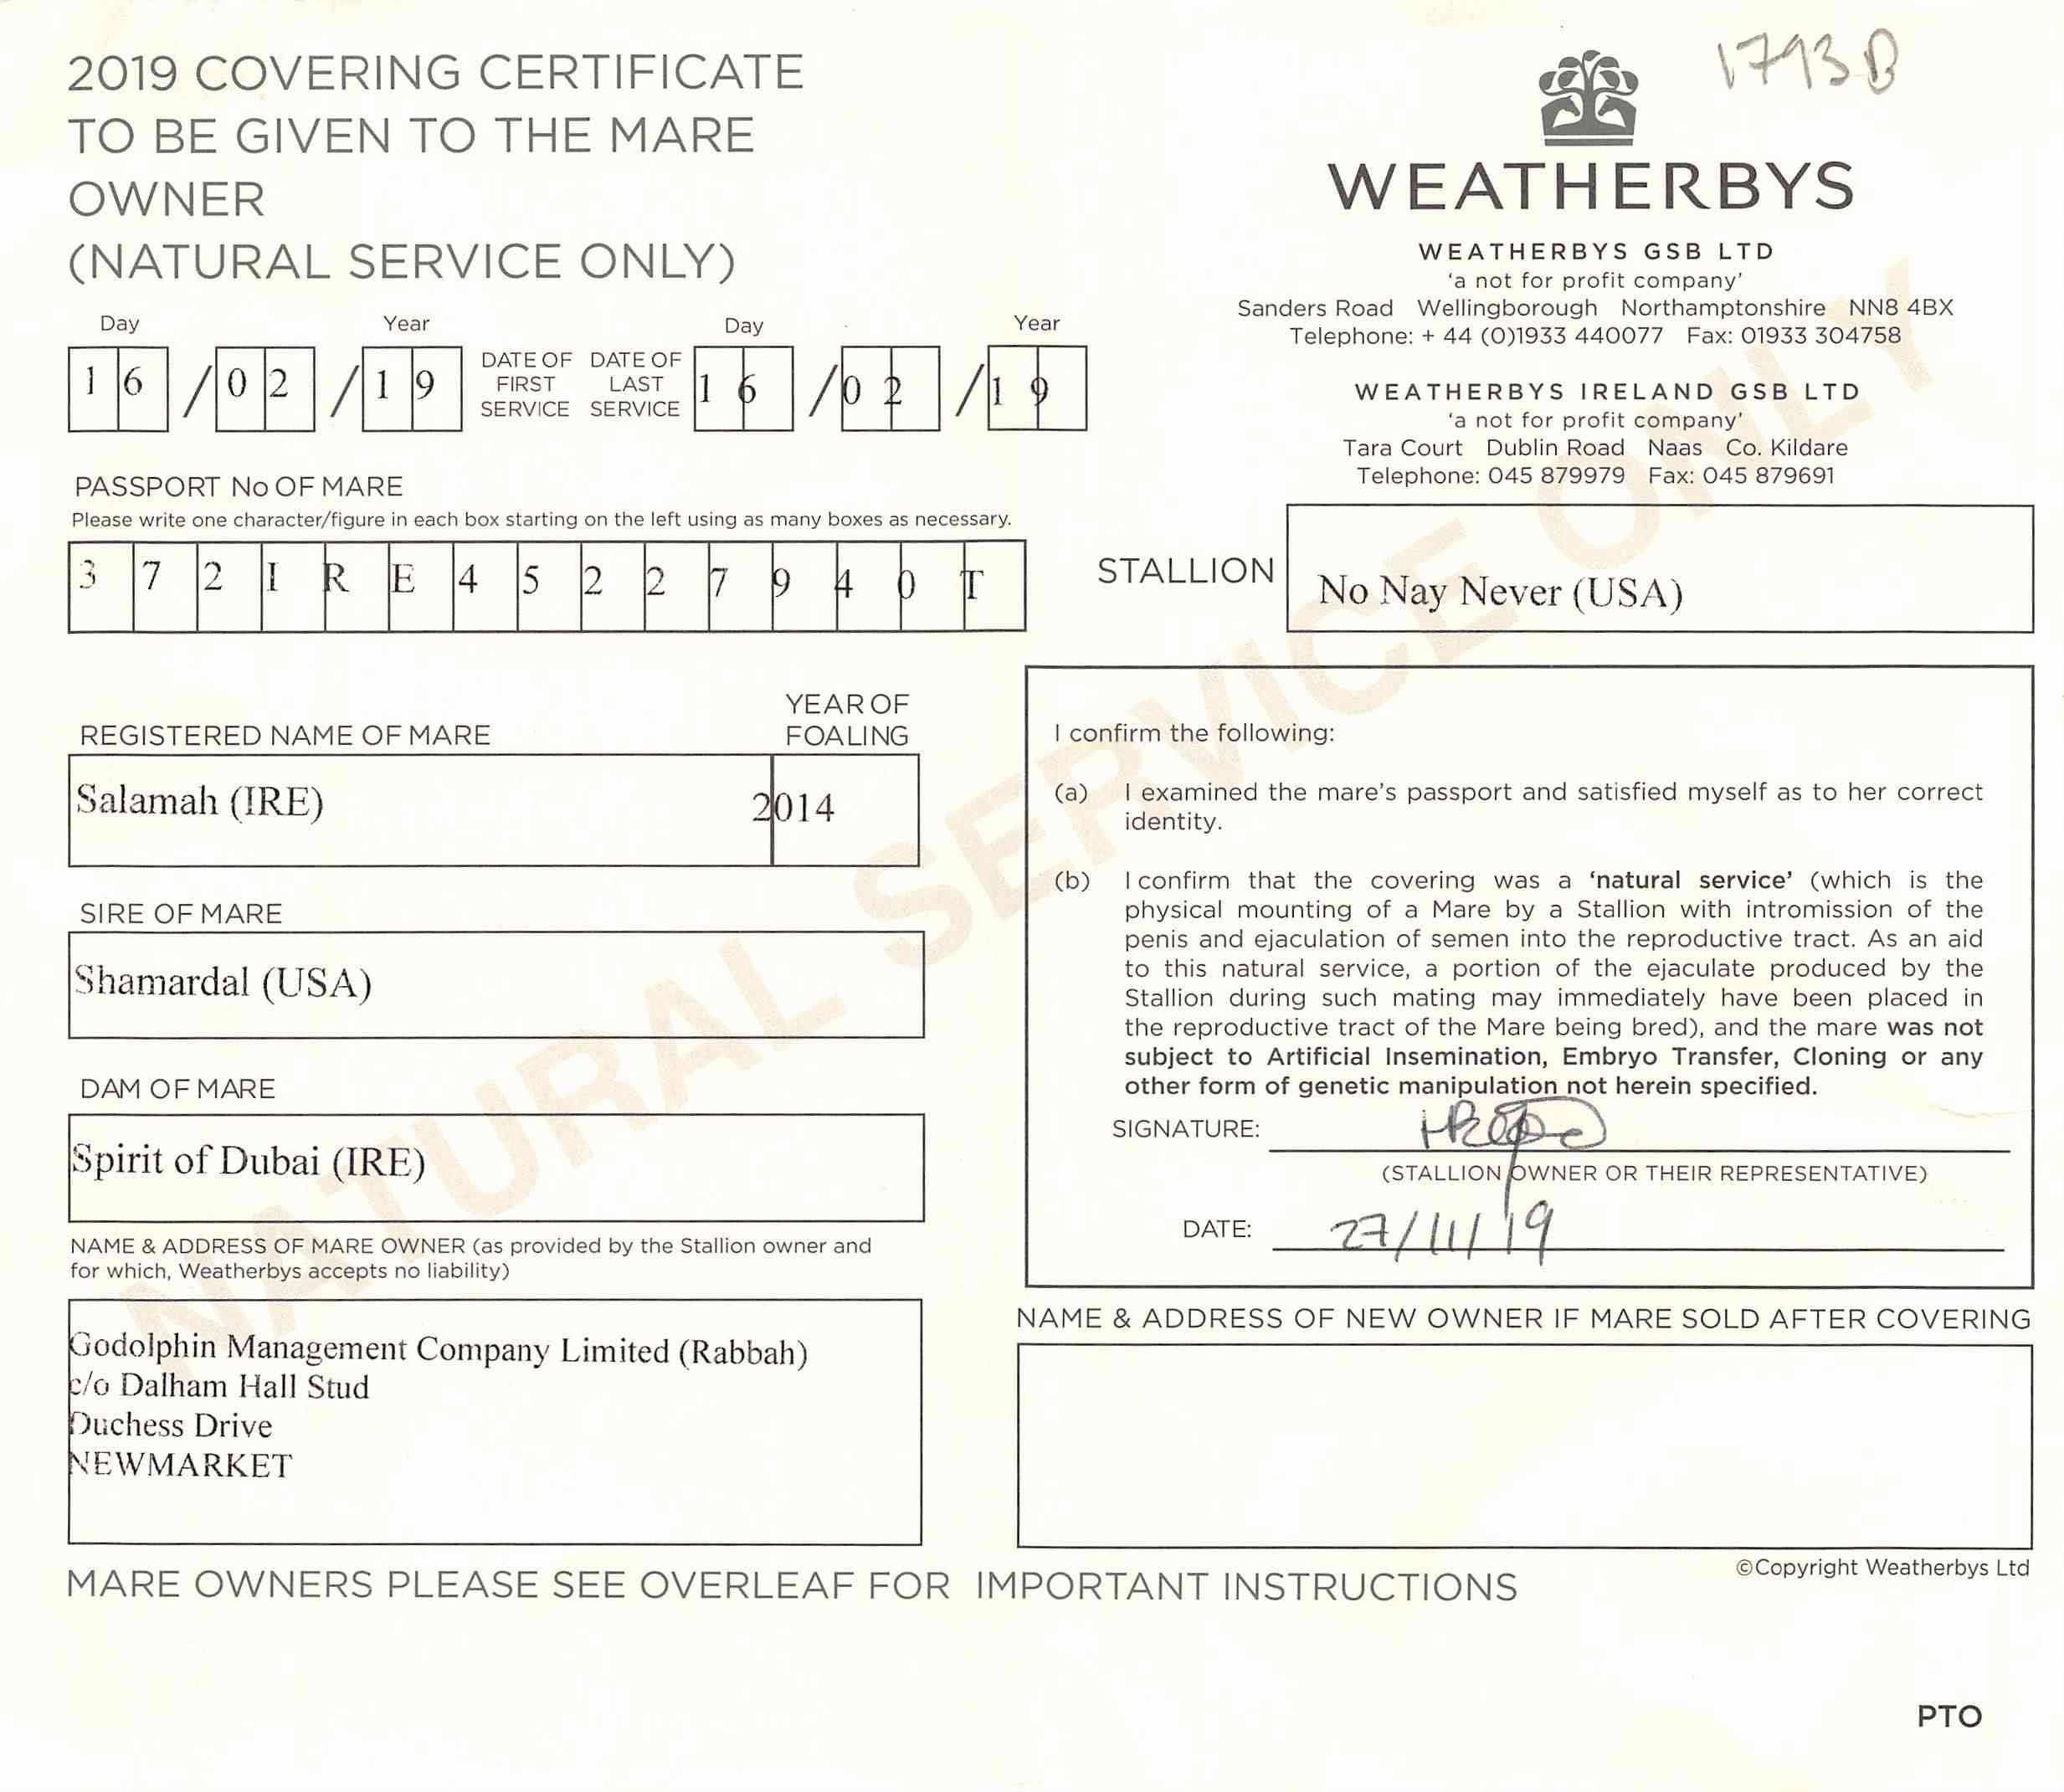 2019 COVERING CERTIFICATE
TO BE GIVEN TO THE MARE
OWNER
(NATURAL SERVICE ONLY)
1793B
WEATHERBYS
WEATHERBYS GSB LTD
'a not for profit company'
Sanders Road Wellingborough Northamptonshire NN8 4BX
Telephone: + 44 (0)1933 440077 Fax: 01933 304758
WEATHERBYS IRELAND GSB LTD
'a not for profit company'
Tara Court Dublin Road Naas Co. Kildare
Telephone: 045 879979 Fax: 045 879691
Day Year
16/02/19
DATE OF FIRST SERVICE
DATE OF LAST SERVICE
Day Year
16/02/19
PASSPORT No OF MARE
Please write one character/figure in each box starting on the left using as many boxes as necessary.
372IRE45227940T
STALLION
No Nay Never (USA)
REGISTERED NAME OF MARE
YEAR OF FOALING
Salamah (IRE) 2014
SIRE OF MARE
Shamardal (USA)
DAM OF MARE
Spirit of Dubai (IRE)
NAME & ADDRESS OF MARE OWNER (as provided by the Stallion owner and
for which, Weatherbys accepts no liability)
Godolphin Management Company Limited (Rabbah)
c/o Dalham Hall Stud
Duchess Drive
NEWMARKET
I confirm the following:
(a) I examined the mare's passport and satisfied myself as to her correct
identity.
(b) I confirm that the covering was a 'natural service' (which is the
physical mounting of a Mare by a Stallion with intromission of the
penis and ejaculation of semen into the reproductive tract. As an aid
to this natural service, a portion of the ejaculate produced by the
Stallion during such mating may immediately have been placed in
the reproductive tract of the Mare being bred), and the mare was not
subject to Artificial Insemination, Embryo Transfer, Cloning or any
other form of genetic manipulation not herein specified.
SIGNATURE:
(STALLION OWNER OR THEIR REPRESENTATIVE)
DATE: 27/11/19
NAME & ADDRESS OF NEW OWNER IF MARE SOLD AFTER COVERING
©Copyright Weatherbys Ltd
MARE OWNERS PLEASE SEE OVERLEAF FOR IMPORTANT INSTRUCTIONS
PTO
NATURAL SERVICE ONLY